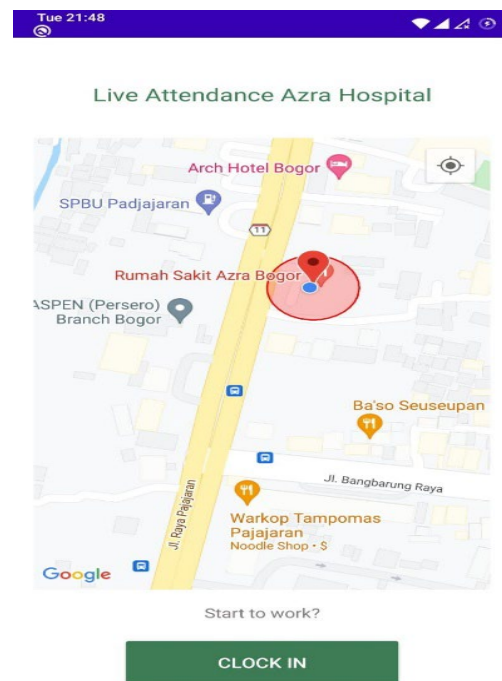 Tue 21:48
Live Attendance Azra Hospital
Arch Hotel Bogor
SPBU Padjajaran
11
Rumah Sakit Azra Bogor
ASPEN (Persero)
Branch Bogor
Ba'so Seuseupan
Jl. Bangbarung Raya
Jl. Raya Pajajaran
Warkop Tampomas
Pajajaran
Noodle Shop · $
Google
Start to work?
CLOCK IN